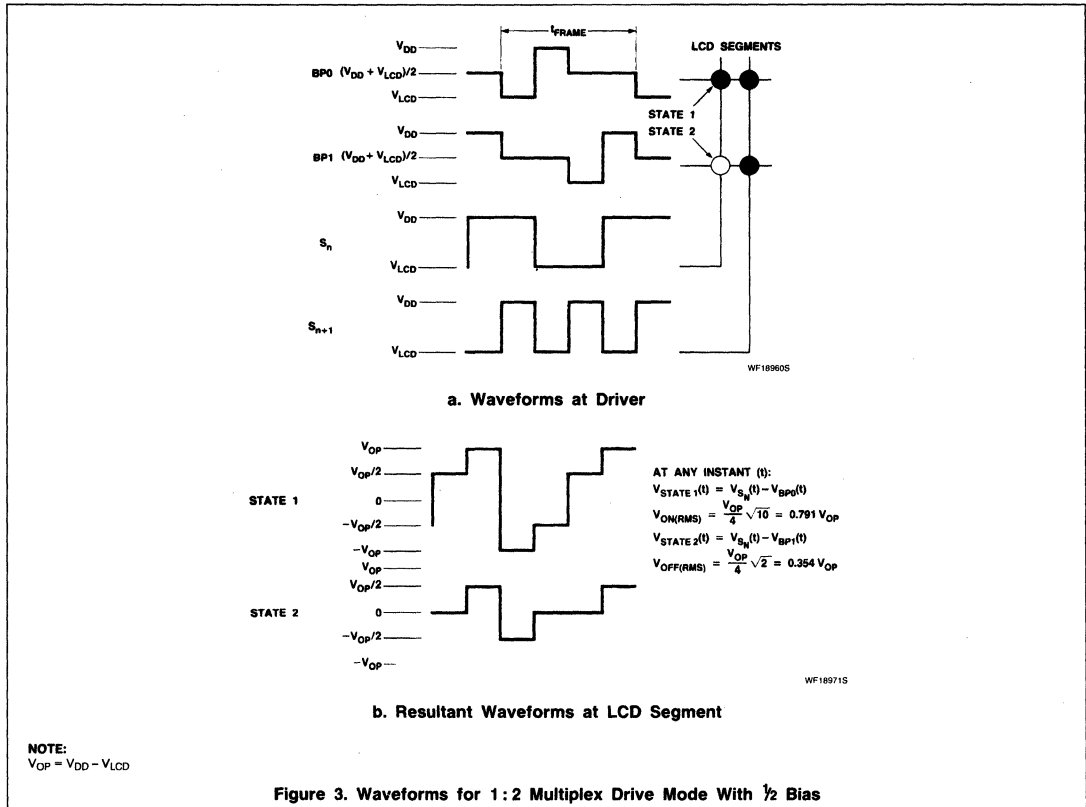 tFRAME
LCD SEGMENTS
VDD
BP0 (VDD + VLCD)/2
VLCD
STATE 1
STATE 2
VDD
BP1 (VDD + VLCD)/2
VLCD
VDD
Sn
VLCD
VDD
Sn+1
VLCD
WF18960S
a. Waveforms at Driver
VOP
VOP/2
STATE 1
0
−VOP/2
−VOP
VOP
VOP/2
STATE 2
0
−VOP/2
−VOP
AT ANY INSTANT (t):
VSTATE 1(t) = VSN(t) − VBP0(t)
VON(RMS) = VOP/4 √10 = 0.791 VOP
VSTATE 2(t) = VSN(t) − VBP1(t)
VOFF(RMS) = VOP/4 √2 = 0.354 VOP
WF18971S
b. Resultant Waveforms at LCD Segment
NOTE:
VOP = VDD − VLCD
Figure 3. Waveforms for 1:2 Multiplex Drive Mode With ½ Bias